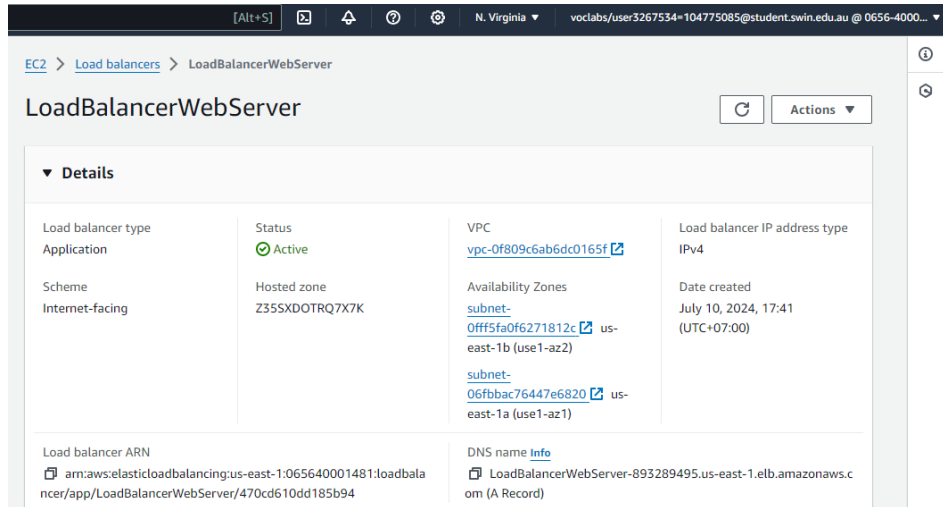 [Alt+S] N. Virginia ▼ voclabs/user3267534=104775085@student.swin.edu.au @ 0656-4000... ▼
EC2 > Load balancers > LoadBalancerWebServer
LoadBalancerWebServer
Actions ▼
▼ Details
Load balancer type
Application
Status
Active
VPC
vpc-0f809c6ab6dc0165f
Load balancer IP address type
IPv4
Scheme
Internet-facing
Hosted zone
Z35SXDOTRQ7X7K
Availability Zones
subnet-
0fff5fa0f6271812c us-
east-1b (use1-az2)
subnet-
06fbbac76447e6820 us-
east-1a (use1-az1)
Date created
July 10, 2024, 17:41
(UTC+07:00)
Load balancer ARN
arn:aws:elasticloadbalancing:us-east-1:065640001481:loadbala
ncer/app/LoadBalancerWebServer/470cd610dd185b94
DNS name Info
LoadBalancerWebServer-893289495.us-east-1.elb.amazonaws.c
om (A Record)